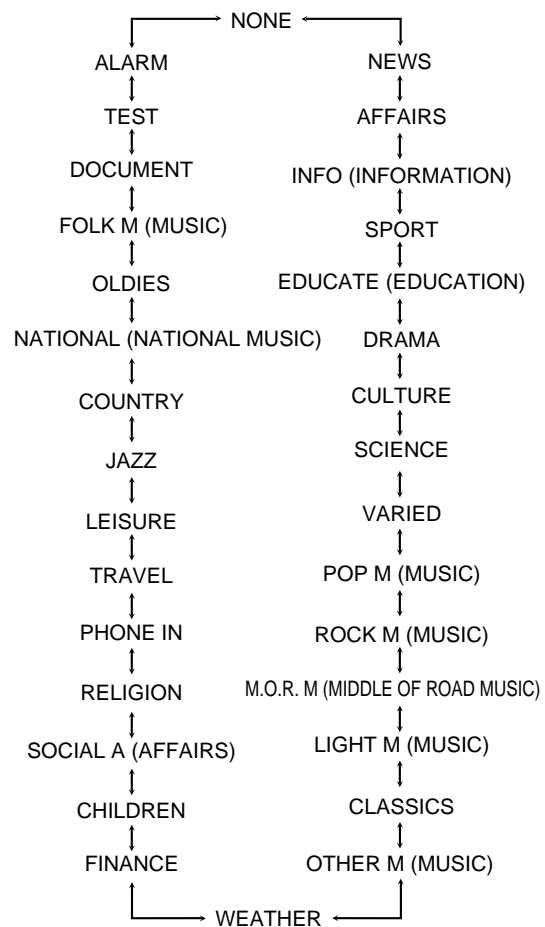 NONE
ALARM
TEST
DOCUMENT
FOLK M (MUSIC)
OLDIES
NATIONAL (NATIONAL MUSIC)
COUNTRY
JAZZ
LEISURE
TRAVEL
PHONE IN
RELIGION
SOCIAL A (AFFAIRS)
CHILDREN
FINANCE
NEWS
AFFAIRS
INFO (INFORMATION)
SPORT
EDUCATE (EDUCATION)
DRAMA
CULTURE
SCIENCE
VARIED
POP M (MUSIC)
ROCK M (MUSIC)
M.O.R. M (MIDDLE OF ROAD MUSIC)
LIGHT M (MUSIC)
CLASSICS
OTHER M (MUSIC)
WEATHER